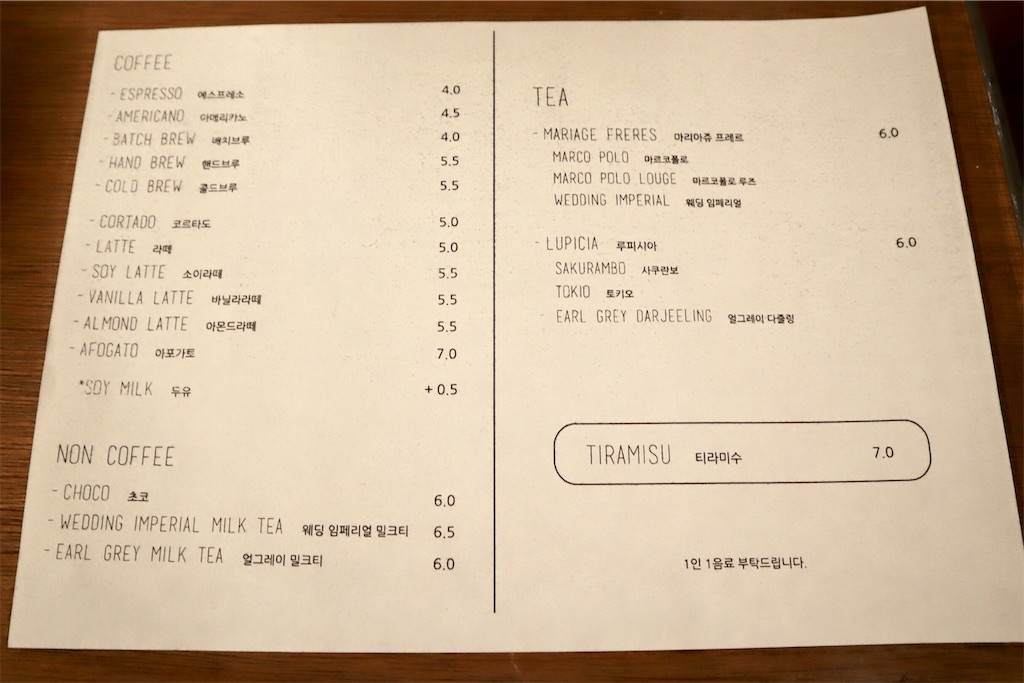 COFFEE
- ESPRESSO 에스프레소 4.0
- AMERICANO 아메리카노 4.5
- BATCH BREW 배치브루 4.0
- HAND BREW 핸드브루 5.5
- COLD BREW 콜드브루 5.5
- CORTADO 코르타도 5.0
- LATTE 라떼 5.0
- SOY LATTE 소이라떼 5.5
- VANILLA LATTE 바닐라라떼 5.5
- ALMOND LATTE 아몬드라떼 5.5
- AFOGATO 아포가토 7.0
*SOY MILK 두유 + 0.5
NON COFFEE
- CHOCO 초코 6.0
- WEDDING IMPERIAL MILK TEA 웨딩 임페리얼 밀크티 6.5
- EARL GREY MILK TEA 얼그레이 밀크티 6.0
TEA
- MARIAGE FRERES 마리아쥬 프레르 6.0
MARCO POLO 마르코폴로
MARCO POLO LOUGE 마르코폴로 루즈
WEDDING IMPERIAL 웨딩 임페리얼
- LUPICIA 루피시아 6.0
SAKURAMBO 사쿠란보
TOKIO 토키오
EARL GREY DARJEELING 얼그레이 다즐링
TIRAMISU 티라미수 7.0
1인 1음료 부탁드립니다.